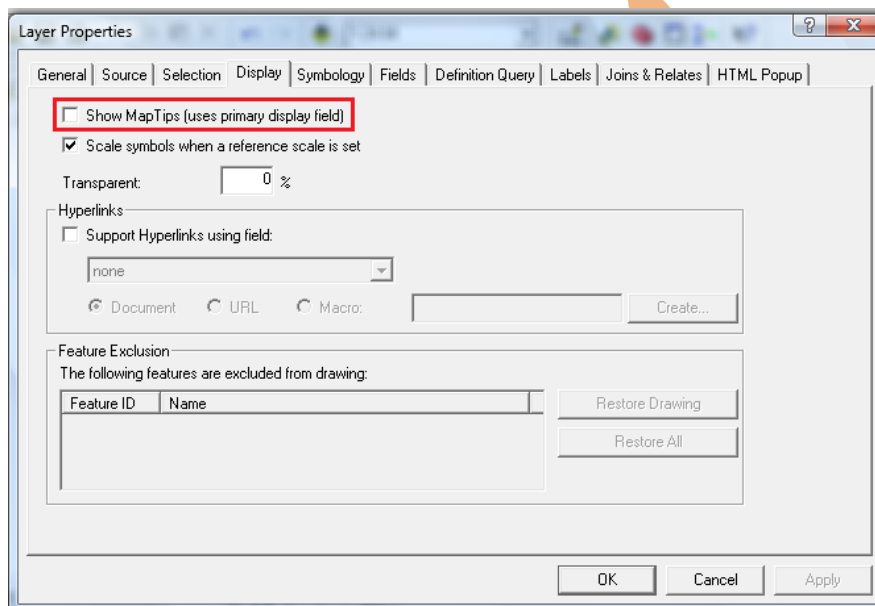 Layer Properties
General Source Selection Display Symbology Fields Definition Query Labels Joins & Relates HTML Popup
Show MapTips (uses primary display field)
Scale symbols when a reference scale is set
Transparent: 0 %
Hyperlinks
Support Hyperlinks using field:
none
Document URL Macro: Create...
Feature Exclusion
The following features are excluded from drawing:
Feature ID Name
Restore Drawing
Restore All
OK Cancel Apply